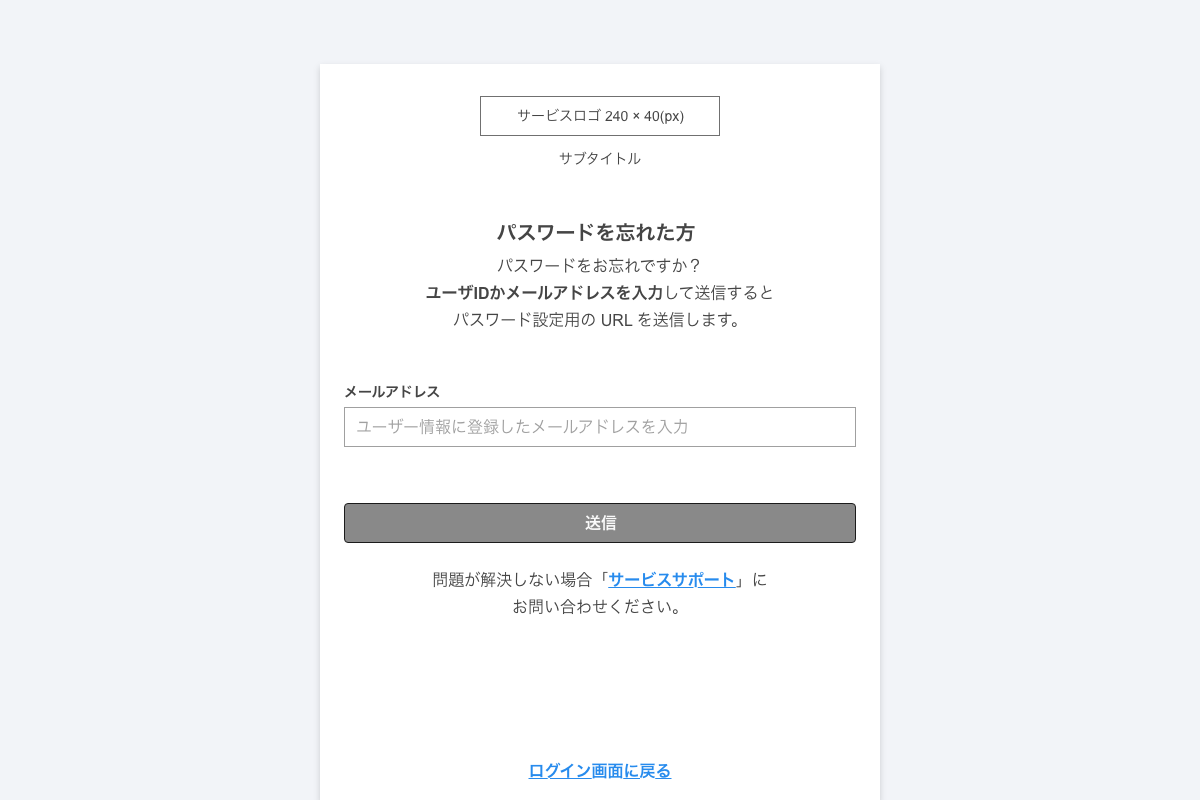 サービスロゴ 240 × 40(px)
サブタイトル
パスワードを忘れた方
パスワードをお忘れですか？
ユーザIDかメールアドレスを入力して送信すると
パスワード設定用の URL を送信します。
メールアドレス
ユーザー情報に登録したメールアドレスを入力
送信
問題が解決しない場合「サービスサポート」に
お問い合わせください。
ログイン画面に戻る